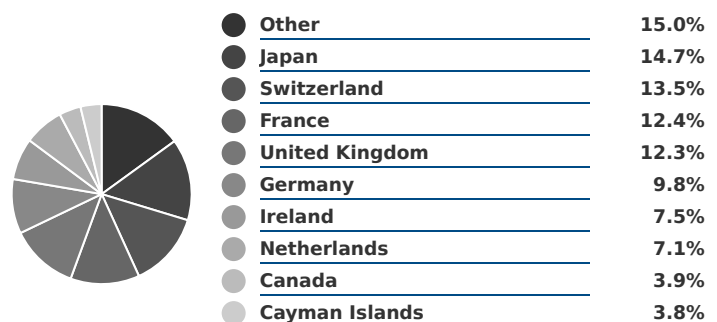 Other 15.0%
Japan 14.7%
Switzerland 13.5%
France 12.4%
United Kingdom 12.3%
Germany 9.8%
Ireland 7.5%
Netherlands 7.1%
Canada 3.9%
Cayman Islands 3.8%